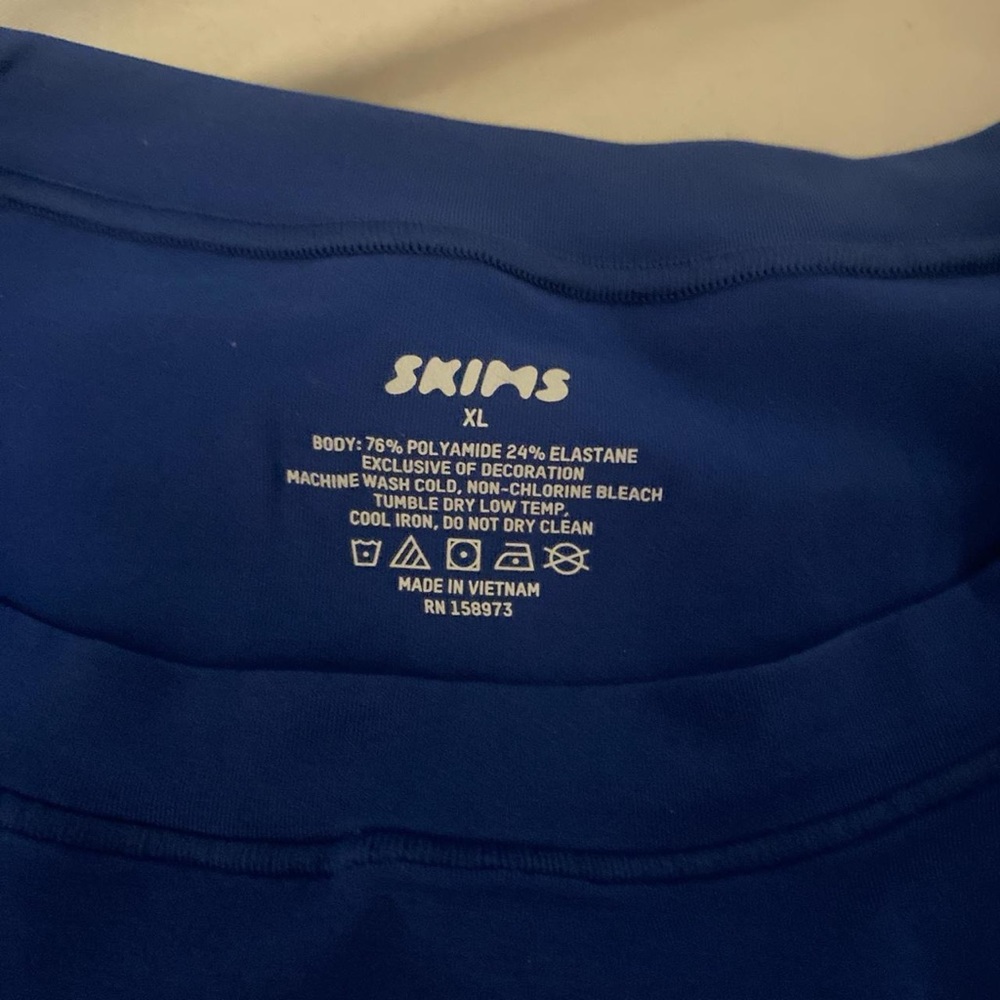 SKIMS
XL
BODY: 76% POLYAMIDE 24% ELASTANE
EXCLUSIVE OF DECORATION
MACHINE WASH COLD, NON-CHLORINE BLEACH
TUMBLE DRY LOW TEMP,
COOL IRON, DO NOT DRY CLEAN
MADE IN VIETNAM
RN 158973